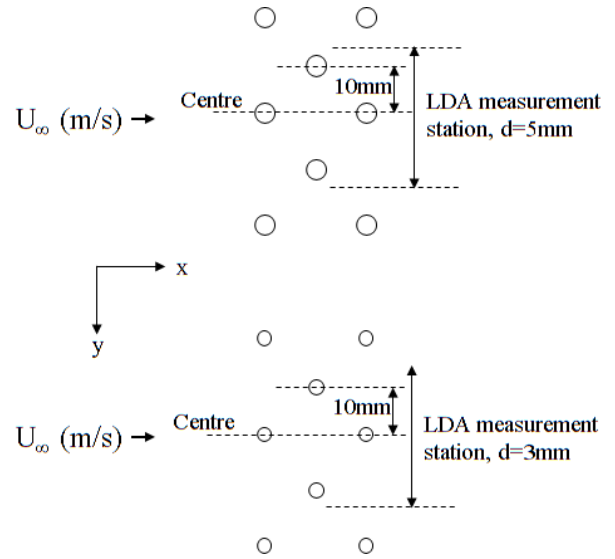 10mm
Centre
LDA measurement
station, d=5mm
U∞ (m/s)
x
y
10mm
Centre
LDA measurement
station, d=3mm
U∞ (m/s)